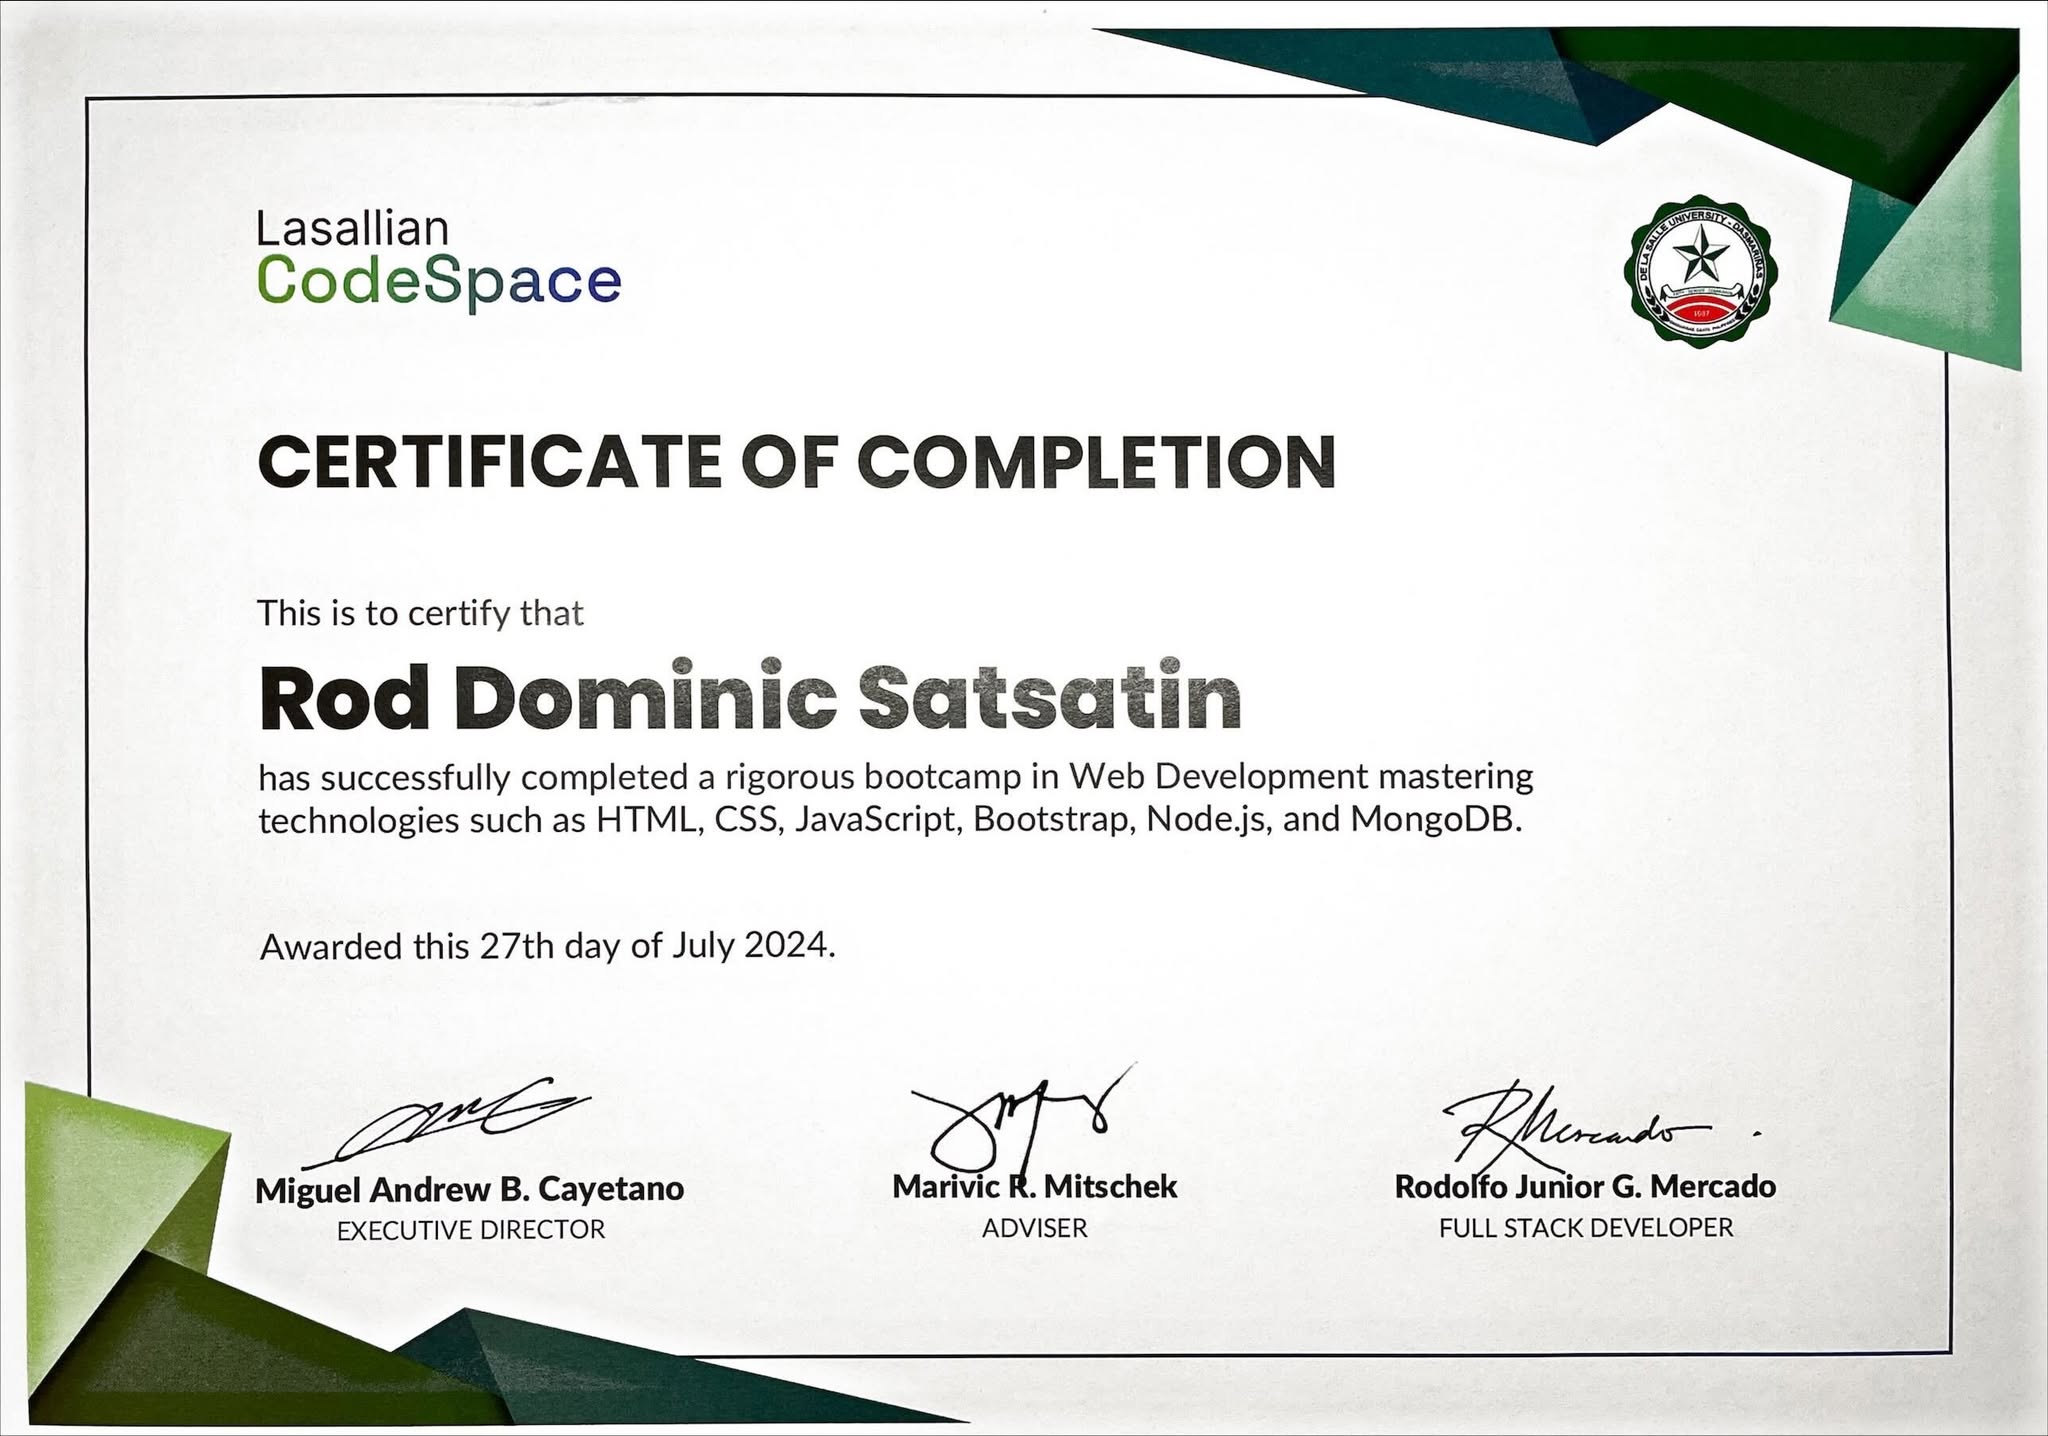 Lasallian
CodeSpace
DE LA SALLE UNIVERSITY - DASMARIÑAS
1987
CERTIFICATE OF COMPLETION
This is to certify that
Rod Dominic Satsatin
has successfully completed a rigorous bootcamp in Web Development mastering
technologies such as HTML, CSS, JavaScript, Bootstrap, Node.js, and MongoDB.
Awarded this 27th day of July 2024.
Miguel Andrew B. Cayetano
EXECUTIVE DIRECTOR
Marivic R. Mitschek
ADVISER
RMercado
Rodolfo Junior G. Mercado
FULL STACK DEVELOPER